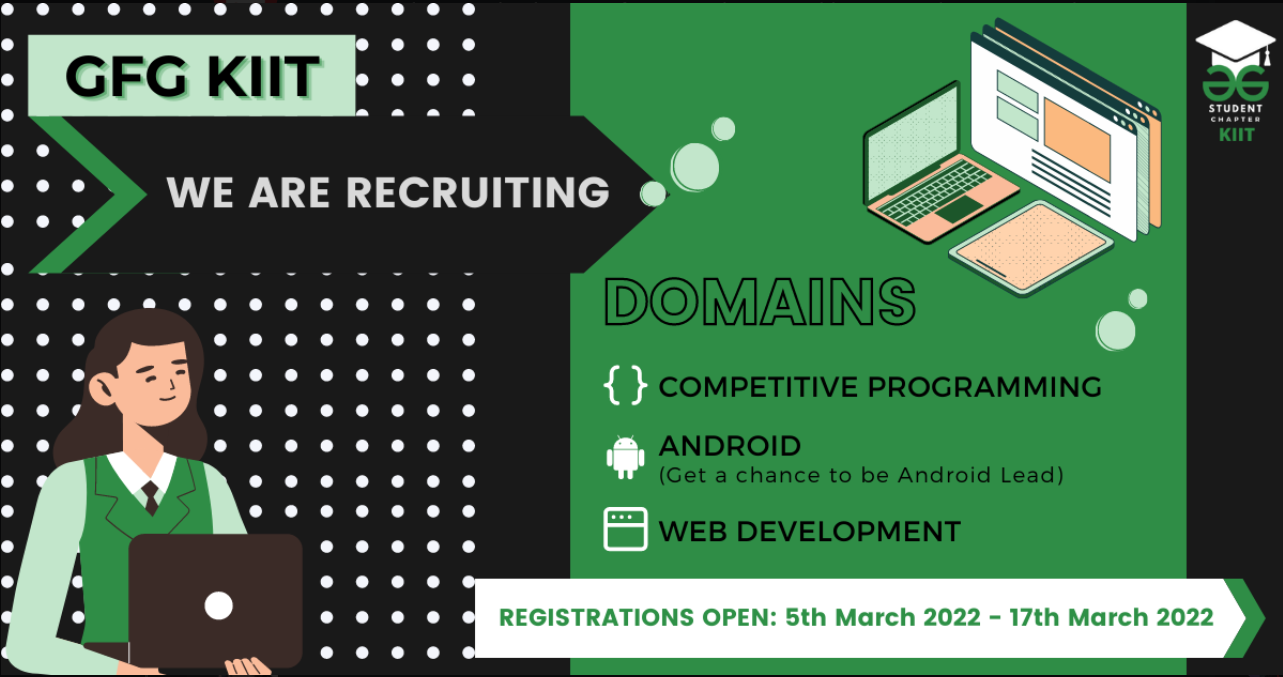 GFG KIIT
WE ARE RECRUITING
STUDENT
CHAPTER
KIIT
DOMAINS
{ } COMPETITIVE PROGRAMMING
ANDROID
(Get a chance to be Android Lead)
WEB DEVELOPMENT
REGISTRATIONS OPEN: 5th March 2022 - 17th March 2022